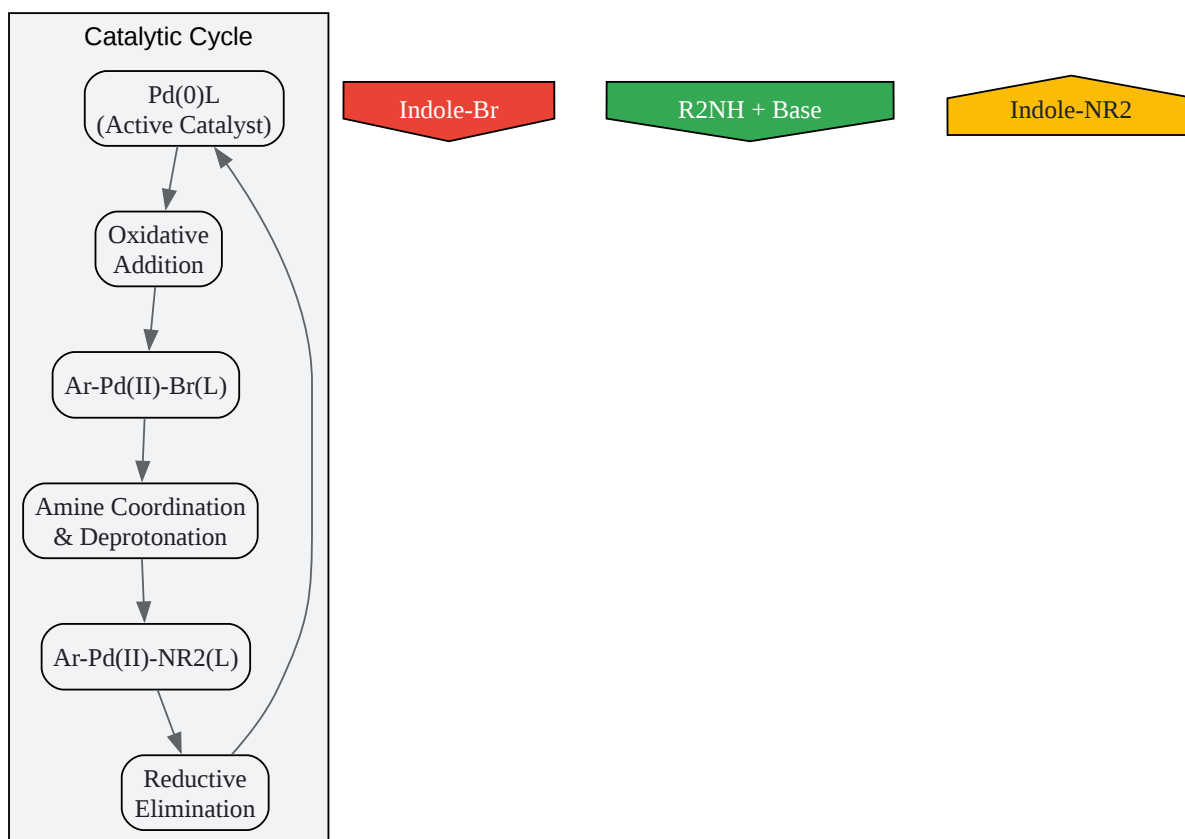 Catalytic Cycle
Pd(0)L
(Active Catalyst)
Oxidative
Addition
Ar-Pd(II)-Br(L)
Amine Coordination
& Deprotonation
Ar-Pd(II)-NR2(L)
Reductive
Elimination
Indole-Br
R2NH + Base
Indole-NR2